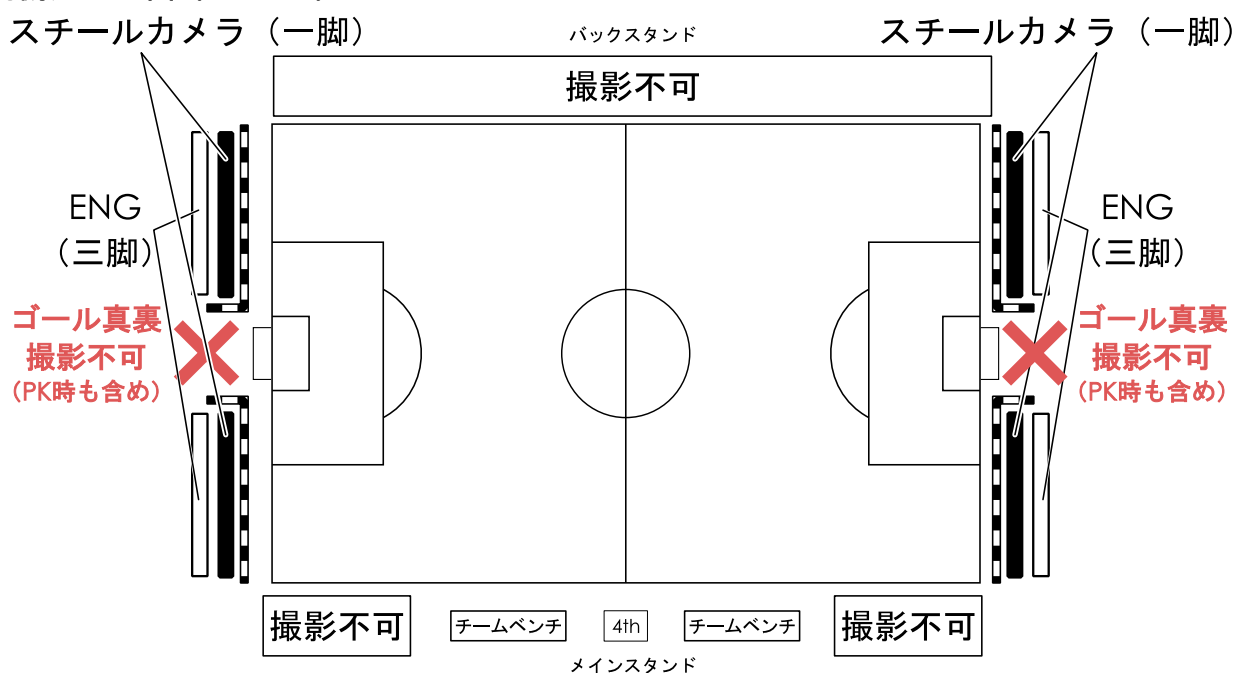 スチールカメラ（一脚）
バックスタンド
スチールカメラ（一脚）
撮影不可
ENG
（三脚）
ENG
（三脚）
ゴール真裏
撮影不可
（PK時も含め）
ゴール真裏
撮影不可
（PK時も含め）
撮影不可
チームベンチ
4th
チームベンチ
撮影不可
メインスタンド